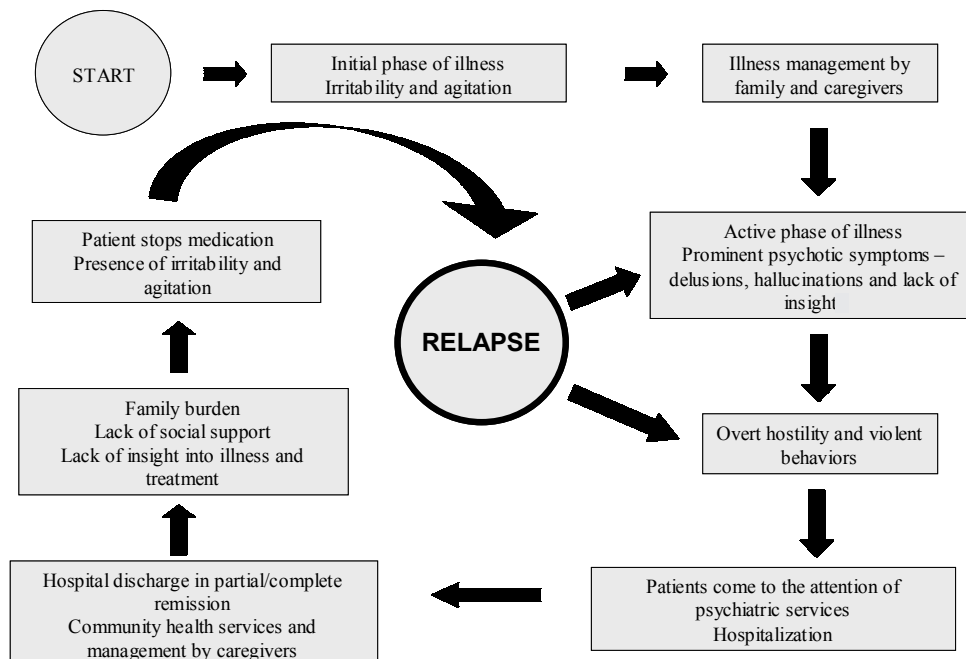 START
Initial phase of illness
Irritability and agitation
Illness management by
family and caregivers
Active phase of illness
Prominent psychotic symptoms –
delusions, hallucinations and lack of
insight
Overt hostility and violent
behaviors
Patients come to the attention of
psychiatric services
Hospitalization
Hospital discharge in partial/complete
remission
Community health services and
management by caregivers
Family burden
Lack of social support
Lack of insight into illness and
treatment
Patient stops medication
Presence of irritability and
agitation
RELAPSE